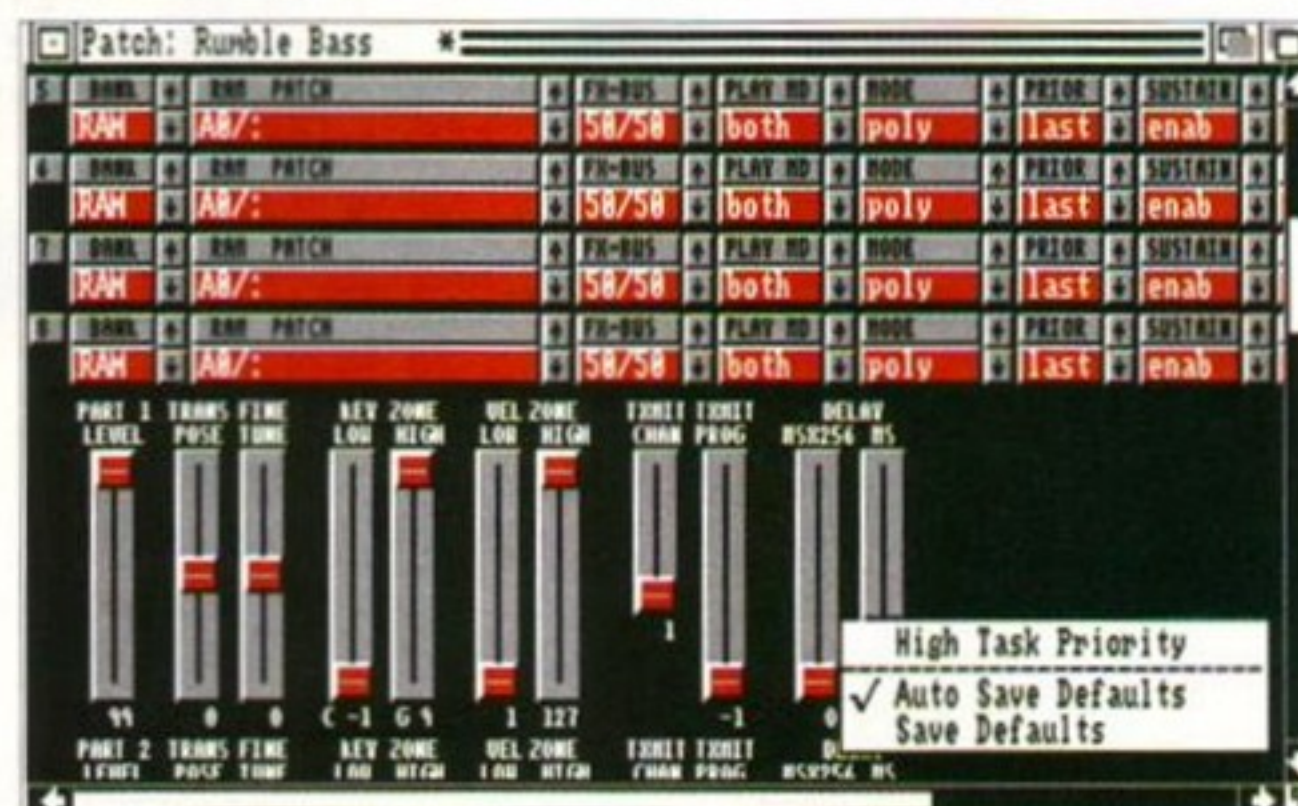 Patch: Rumble Bass *
5 BANK RAM PATCH FX-BUS PLAY MD MODE PRIOR SUSTAIN
RAM A0/: 50/50 both poly last enab
6 BANK RAM PATCH FX-BUS PLAY MD MODE PRIOR SUSTAIN
RAM A0/: 50/50 both poly last enab
7 BANK RAM PATCH FX-BUS PLAY MD MODE PRIOR SUSTAIN
RAM A0/: 50/50 both poly last enab
8 BANK RAM PATCH FX-BUS PLAY MD MODE PRIOR SUSTAIN
RAM A0/: 50/50 both poly last enab
PART 1 TRANS FINE KEY ZONE VEL ZONE TXMIT TXMIT DELAY
LEVEL POSE TUNE LOW HIGH LOW HIGH CHAN PROG MSX256 MS
1
99 0 0 C -1 G 9 1 127 -1 0
High Task Priority
✓ Auto Save Defaults
Save Defaults
PART 2 TRANS FINE KEY ZONE VEL ZONE TXMIT TXMIT
LEVEL POSE TUNE LOW HIGH LOW HIGH CHAN PROG MSX256 MS